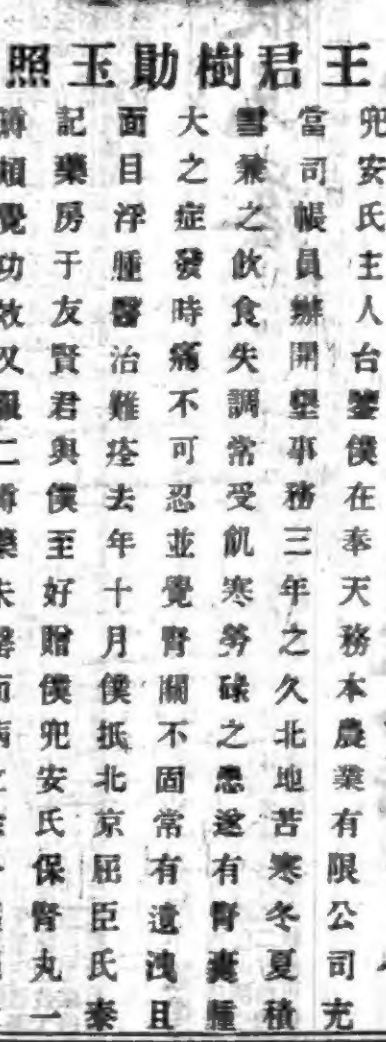 王君樹勛玉照
兜安氏主人台鑒僕在奉天務本農業有限公司充
當司帳員辦開墾事務三年之久北地苦寒冬夏積
雪兼之飲食失調常受飢寒勞碌之患遂有腎囊腫
大之症發時痛不可忍並覺腎關不固常有遺洩且
面目浮腫醫治難痊去年十月僕抵北京屈臣氏泰
記藥房于友賢君與僕至好贈僕兜安氏保腎丸一
頗覺功效又服二